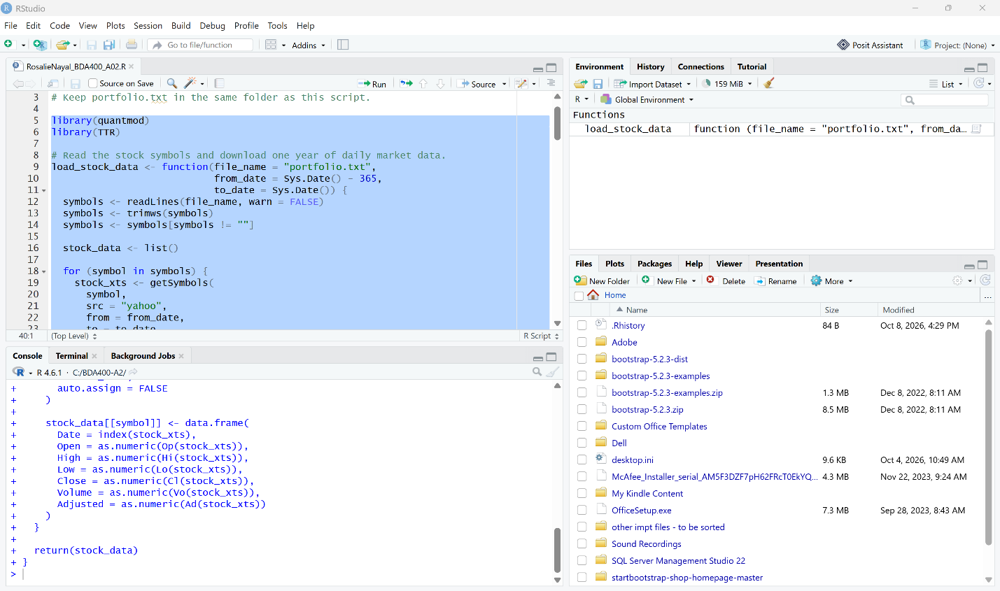 RStudio
File Edit Code View Plots Session Build Debug Profile Tools Help
Go to file/function Addins Posit Assistant Project: (None)
RosalieNayal_BDA400_A02.R
Source on Save Run Source
3 # Keep portfolio.txt in the same folder as this script.
4
5 library(quantmod)
6 library(TTR)
7
8 # Read the stock symbols and download one year of daily market data.
9 load_stock_data <- function(file_name = "portfolio.txt",
10 from_date = Sys.Date() - 365,
11 to_date = Sys.Date()) {
12 symbols <- readLines(file_name, warn = FALSE)
13 symbols <- trimws(symbols)
14 symbols <- symbols[symbols != ""]
15
16 stock_data <- list()
17
18 for (symbol in symbols) {
19 stock_xts <- getSymbols(
20 symbol,
21 src = "yahoo",
22 from = from_date,
23 to = to_date
40:1 (Top Level) R Script
Console Terminal Background Jobs
R 4.6.1 · C:/BDA400-A2/
+ auto.assign = FALSE
+ )
+
+ stock_data[[symbol]] <- data.frame(
+ Date = index(stock_xts),
+ Open = as.numeric(Op(stock_xts)),
+ High = as.numeric(Hi(stock_xts)),
+ Low = as.numeric(Lo(stock_xts)),
+ Close = as.numeric(Cl(stock_xts)),
+ Volume = as.numeric(Vo(stock_xts)),
+ Adjusted = as.numeric(Ad(stock_xts))
+ )
+ }
+
+ return(stock_data)
+ }
>
Environment History Connections Tutorial
Import Dataset 159 MiB List
R Global Environment
Functions
load_stock_data function (file_name = "portfolio.txt", from_da...
Files Plots Packages Help Viewer Presentation
New Folder New File Delete Rename More
Home ...
Name Size Modified
.Rhistory 84 B Oct 8, 2026, 4:29 PM
Adobe
bootstrap-5.2.3-dist
bootstrap-5.2.3-examples
bootstrap-5.2.3-examples.zip 1.3 MB Dec 8, 2022, 8:11 AM
bootstrap-5.2.3.zip 8.5 MB Dec 8, 2022, 8:11 AM
Custom Office Templates
Dell
desktop.ini 9.6 KB Oct 4, 2026, 10:49 AM
McAfee_Installer_serial_AM5F3DZF7pH62FRcT0EkYQ... 4.3 MB Nov 22, 2023, 9:24 AM
My Kindle Content
OfficeSetup.exe 7.3 MB Sep 28, 2023, 8:43 AM
other impt files - to be sorted
Sound Recordings
SQL Server Management Studio 22
startbootstrap-shop-homepage-master